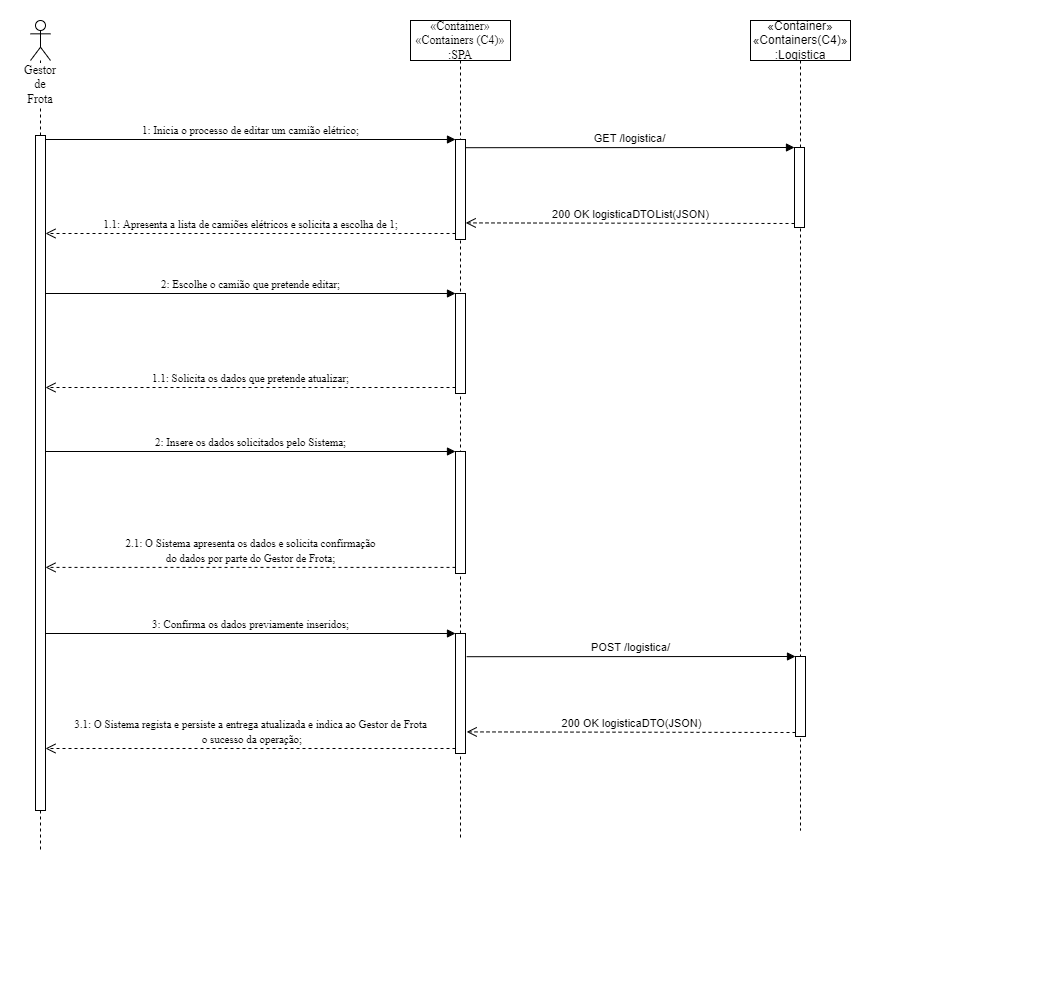 Gestor
de
Frota
«Container»
«Containers (C4)»
:SPA
«Container»
«Containers(C4)»
:Logistica
1: Inicia o processo de editar um camião elétrico;
GET /logistica/
200 OK logisticaDTOList(JSON)
1.1: Apresenta a lista de camiões elétricos e solicita a escolha de 1;
2: Escolhe o camião que pretende editar;
1.1: Solicita os dados que pretende atualizar;
2: Insere os dados solicitados pelo Sistema;
2.1: O Sistema apresenta os dados e solicita confirmação
do dados por parte do Gestor de Frota;
3: Confirma os dados previamente inseridos;
POST /logistica/
200 OK logisticaDTO(JSON)
3.1: O Sistema regista e persiste a entrega atualizada e indica ao Gestor de Frota
o sucesso da operação;